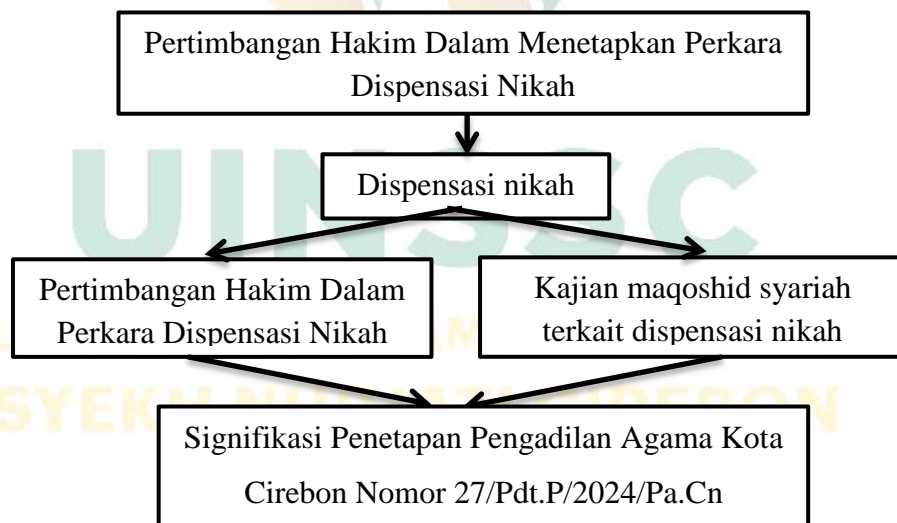 Pertimbangan Hakim Dalam Menetapkan Perkara
Dispensasi Nikah
UINSSC
Dispensasi nikah
Pertimbangan Hakim Dalam
Perkara Dispensasi Nikah
Kajian maqoshid syariah
terkait dispensasi nikah
Signifikasi Penetapan Pengadilan Agama Kota
Cirebon Nomor 27/Pdt.P/2024/Pa.Cn